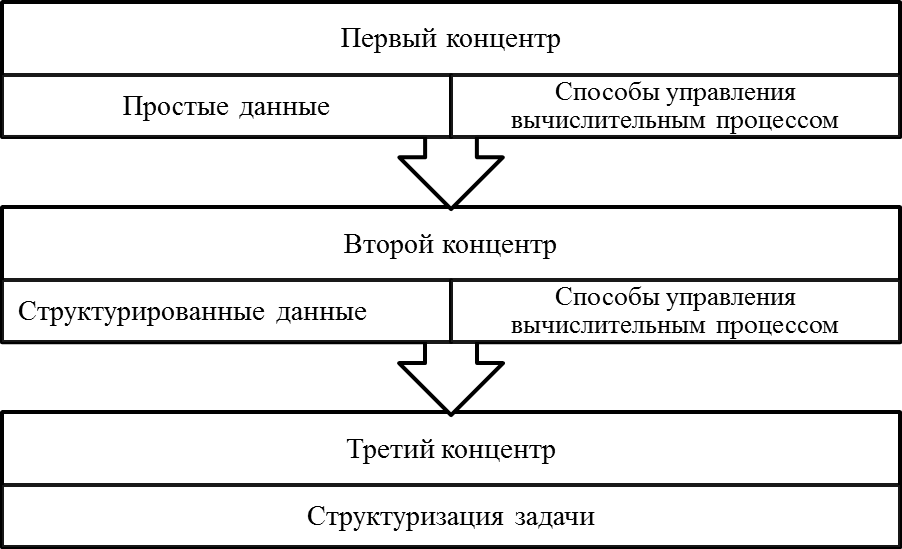 Первый концентр
Простые данные
Способы управления
вычислительным процессом
Второй концентр
Структурированные данные
Способы управления
вычислительным процессом
Третий концентр
Структуризация задачи